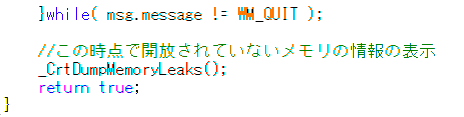 }while( msg.message != WM_QUIT );
//この時点で開放されていないメモリの情報の表示
_CrtDumpMemoryLeaks();
return true;
}